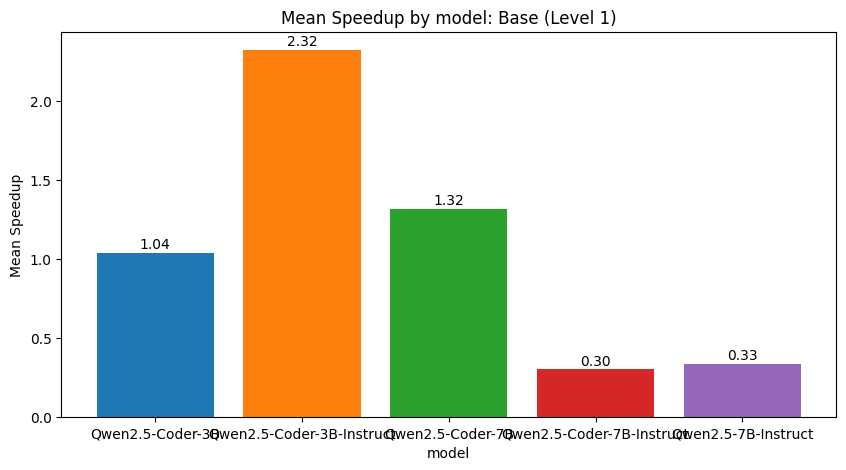 Mean Speedup by model: Base (Level 1)
2.32
1.32
1.04
0.33
0.30
Mean Speedup
2.0
1.5
1.0
0.5
0.0
Qwen2.5-Coder-3B
Qwen2.5-Coder-3B-Instruct
Qwen2.5-Coder-7B
Qwen2.5-Coder-7B-Instruct
Qwen2.5-7B-Instruct
model